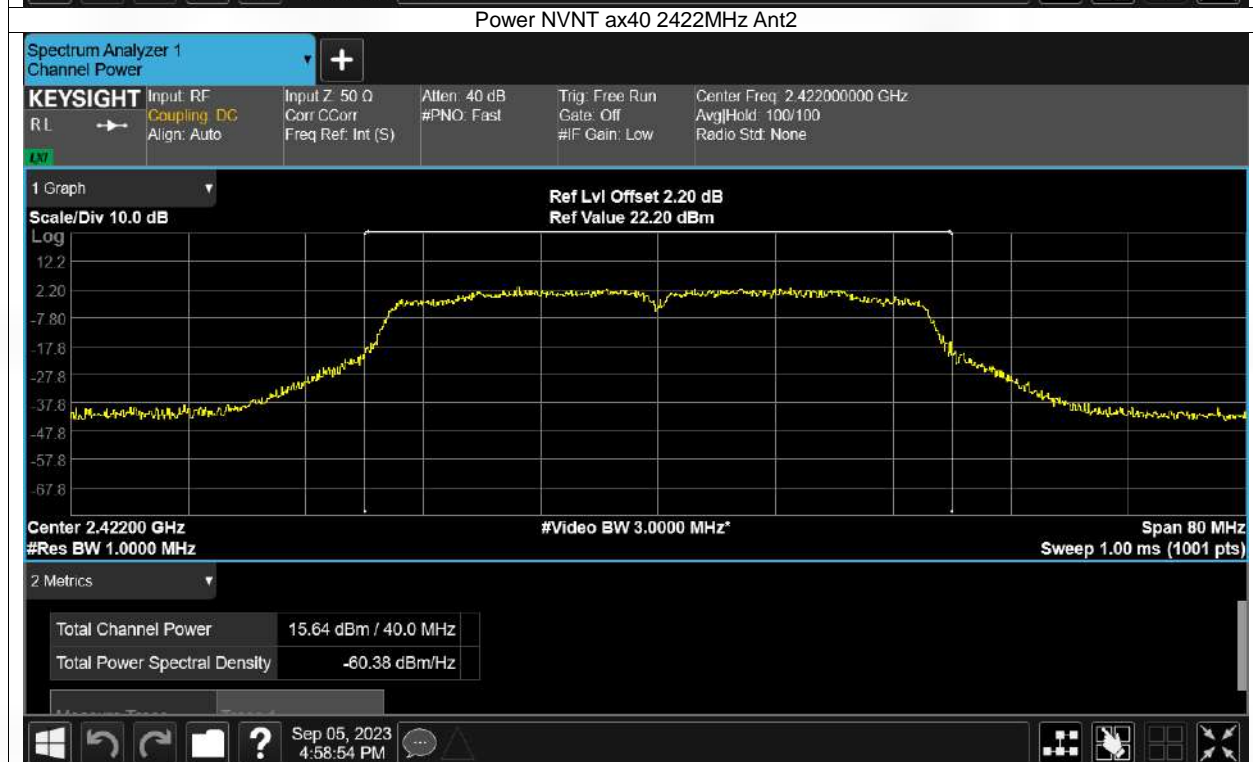 Power NVNT ax40 2422MHz Ant2
Spectrum Analyzer 1
Channel Power
KEYSIGHT
RL
LXI
Input: RF
Coupling: DC
Align: Auto
Input Z: 50 Ω
Corr CCorr
Freq Ref: Int (S)
Atten: 40 dB
#PNO: Fast
Trig: Free Run
Gate: Off
#IF Gain: Low
Center Freq: 2.422000000 GHz
Avg|Hold: 100/100
Radio Std: None
1 Graph
Scale/Div 10.0 dB
Ref Lvl Offset 2.20 dB
Ref Value 22.20 dBm
Log
12.2
2.20
-7.80
-17.8
-27.8
-37.8
-47.8
-57.8
-67.8
Center 2.42200 GHz
#Video BW 3.0000 MHz*
Span 80 MHz
#Res BW 1.0000 MHz
Sweep 1.00 ms (1001 pts)
2 Metrics
Total Channel Power 15.64 dBm / 40.0 MHz
Total Power Spectral Density -60.38 dBm/Hz
?
Sep 05, 2023
4:58:54 PM